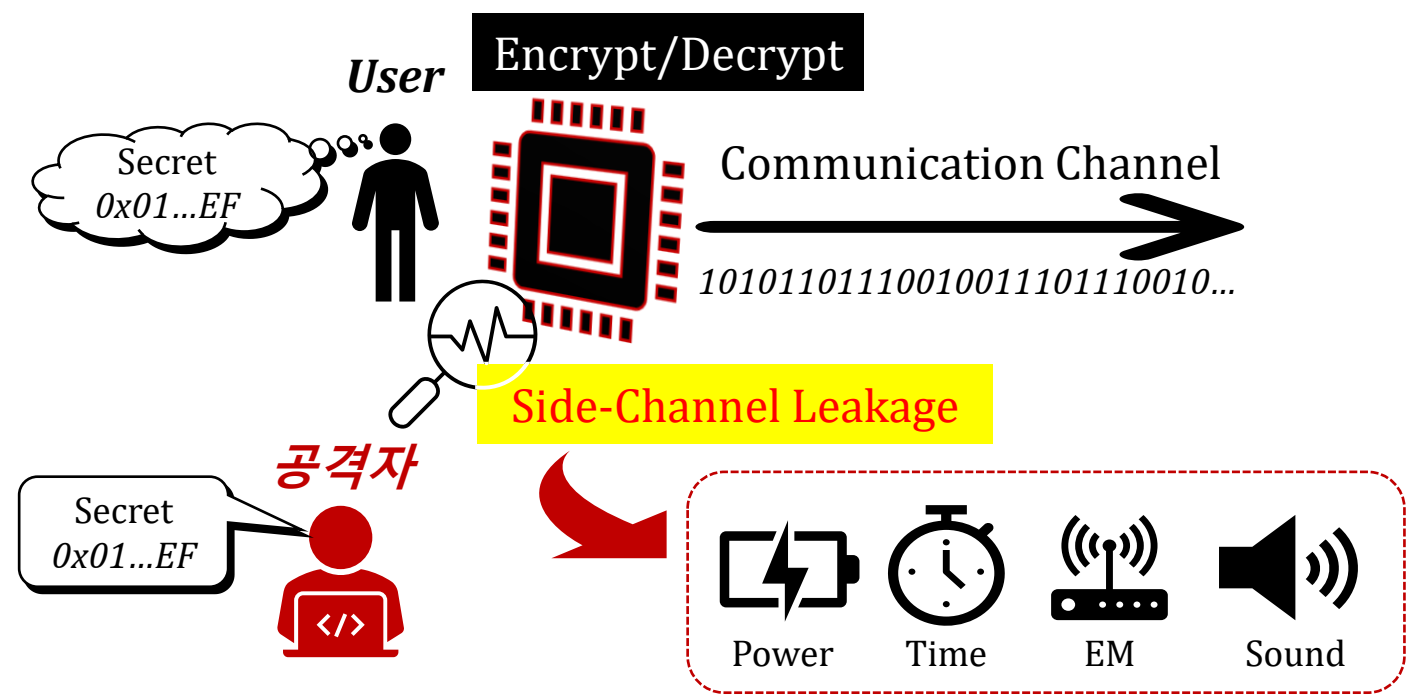 Encrypt/Decrypt
User
Secret
0x01...EF
Communication Channel
10101101110010011101110010...
Side-Channel Leakage
공격자
Secret
0x01...EF
</>
Power
Time
EM
Sound